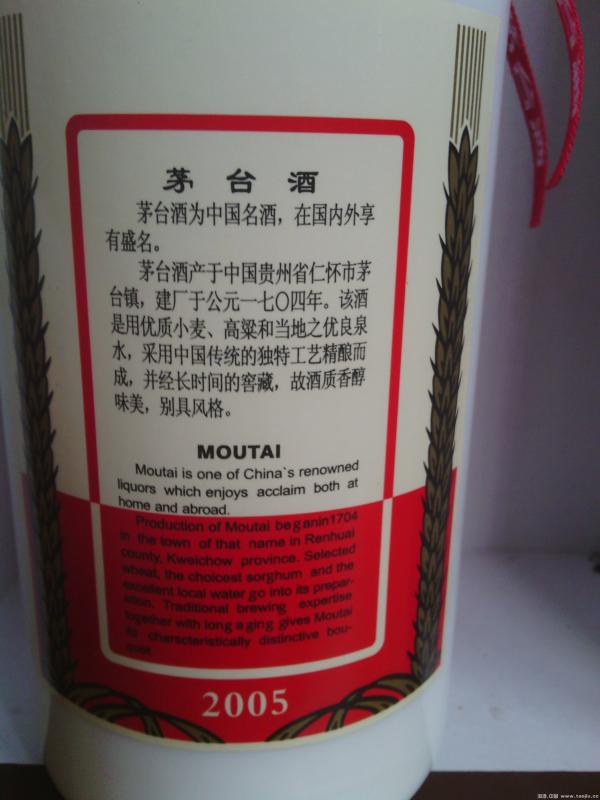 茅台酒
茅台酒为中国名酒，在国内外享
有盛名。
茅台酒产于中国贵州省仁怀市茅
台镇，建厂于公元一七〇四年。该酒
是用优质小麦、高粱和当地之优良泉
水，采用中国传统的独特工艺精酿而
成，并经长时间的窖藏，故酒质香醇
味美，别具风格。
MOUTAI
Moutai is one of China`s renowned
liquors which enjoys acclaim both at
home and abroad.
Production of Moutai beganin1704
in the town of that name in Renhuai
county, Kweichow province. Selected
wheat, the choicest sorghum and the
excellent local water go into its prepar-
ation. Traditional brewing expertise
together with long aging gives Moutai
its charscteristically distinctive bou-
quet.
2005
www.taojiu.cc